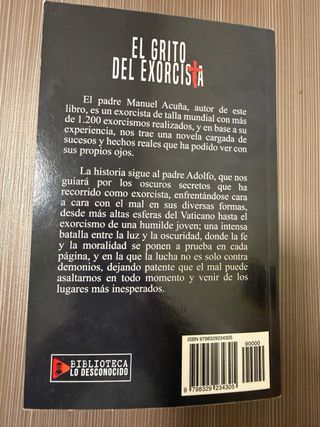 EL GRITO
DEL EXORCISTA
El padre Manuel Acuña, autor de este
libro, es un exorcista de talla mundial con más
de 1.200 exorcismos realizados, y en base a su
experiencia, nos trae una novela cargada de
sucesos y hechos reales que ha podido ver con
sus propios ojos.
La historia sigue al padre Adolfo, que nos
guiará por los oscuros secretos que ha
recorrido como exorcista, enfrentándose cara
a cara con el mal en sus diversas formas,
desde más altas esferas del Vaticano hasta el
exorcismo de una humilde joven; una intensa
batalla entre la luz y la oscuridad, donde la fe
y la moralidad se ponen a prueba en cada
página, y en la que la lucha no es solo contra
demonios, dejando patente que el mal puede
asaltarnos en todo momento y venir de los
lugares más inesperados.
ISBN 9798329234305
90000
9 798329 234305
BIBLIOTECA
LO DESCONOCIDO